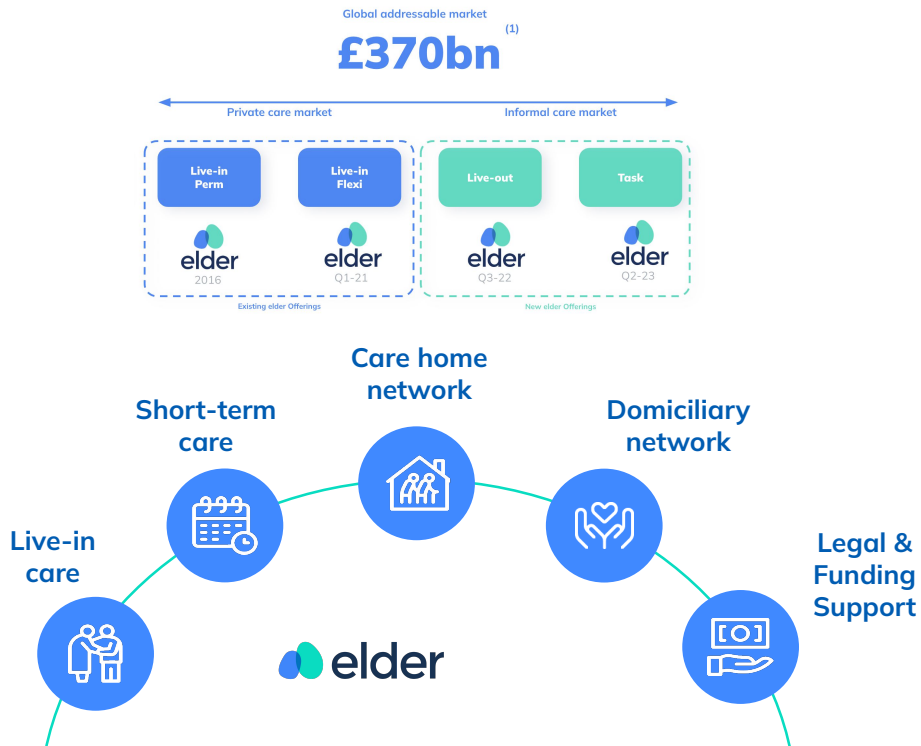 Global addressable market
£370bn (1)
Private care market
Informal care market
Live-in
Perm
Live-in
Flexi
Live-out
Task
elder
2016
elder
Q1-21
elder
Q3-22
elder
Q2-23
Existing elder Offerings
New elder Offerings
Care home
network
Short-term
care
Domiciliary
network
Live-in
care
Legal &
Funding
Support
elder